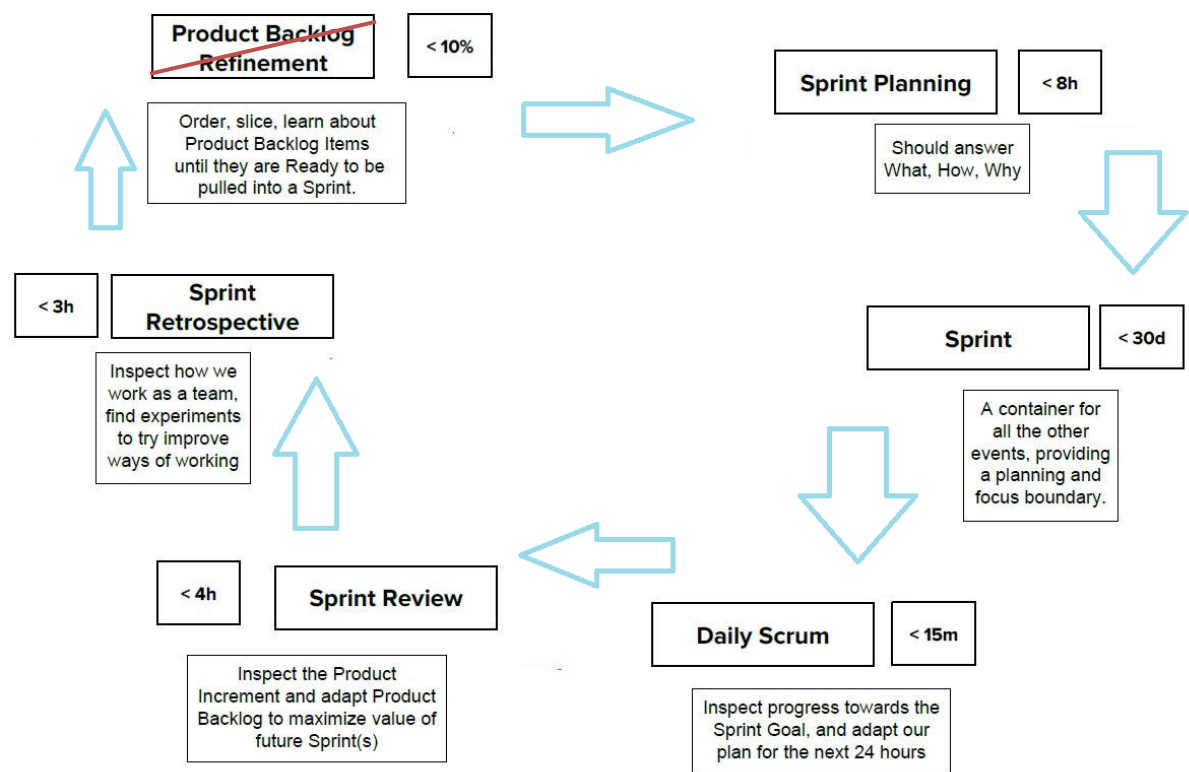 Product Backlog
Refinement
< 10%
Order, slice, learn about
Product Backlog Items
until they are Ready to be
pulled into a Sprint.
Sprint Planning
< 8h
Should answer
What, How, Why
Sprint
< 30d
A container for
all the other
events, providing
a planning and
focus boundary.
Daily Scrum
< 15m
Inspect progress towards the
Sprint Goal, and adapt our
plan for the next 24 hours
< 4h
Sprint Review
Inspect the Product
Increment and adapt Product
Backlog to maximize value of
future Sprint(s)
< 3h
Sprint
Retrospective
Inspect how we
work as a team,
find experiments
to try improve
ways of working